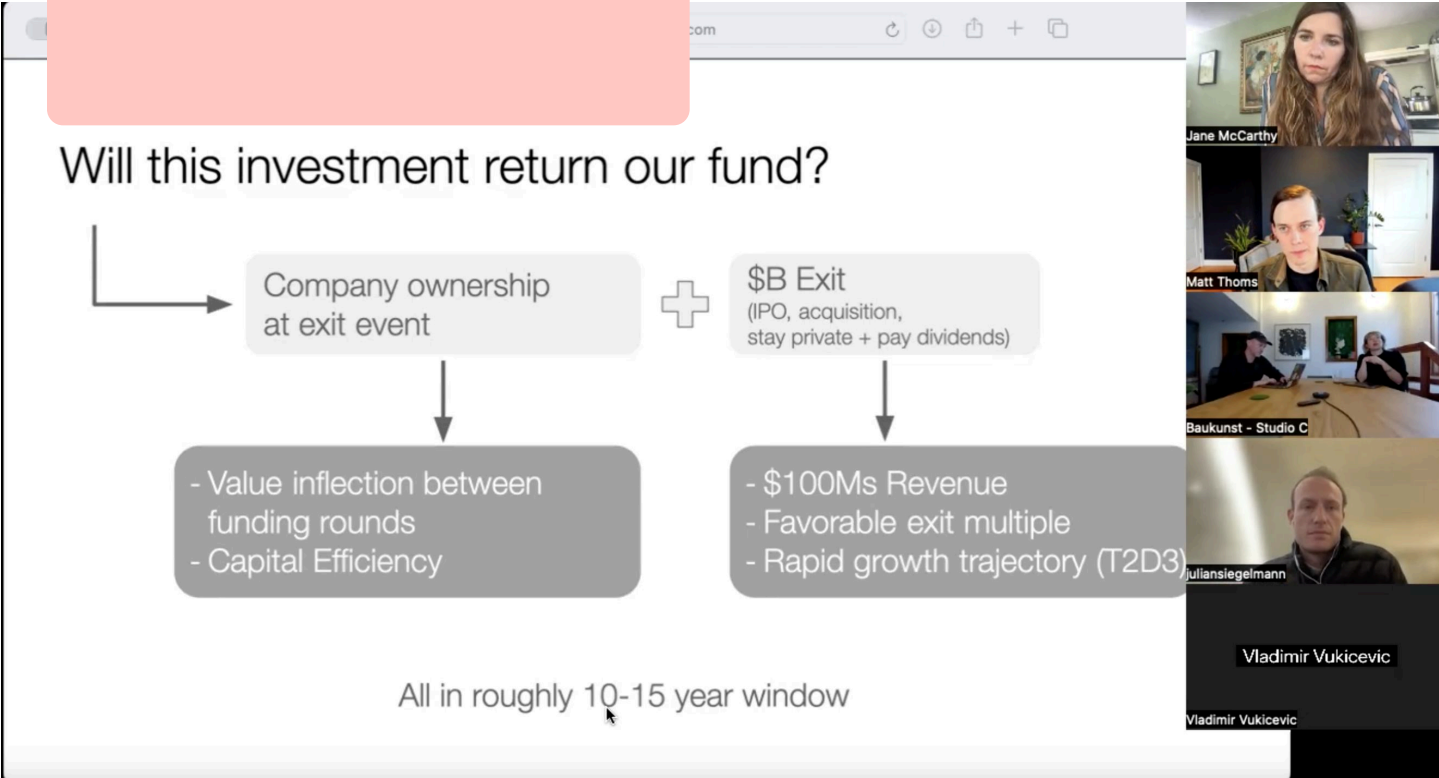 com
Will this investment return our fund?
Company ownership
at exit event
$B Exit
(IPO, acquisition,
stay private + pay dividends)
- Value inflection between
funding rounds
- Capital Efficiency
- $100Ms Revenue
- Favorable exit multiple
- Rapid growth trajectory (T2D3)
All in roughly 10-15 year window
Jane McCarthy
Matt Thoms
Baukunst - Studio C
juliansiegelmann
Vladimir Vukicevic
Vladimir Vukicevic